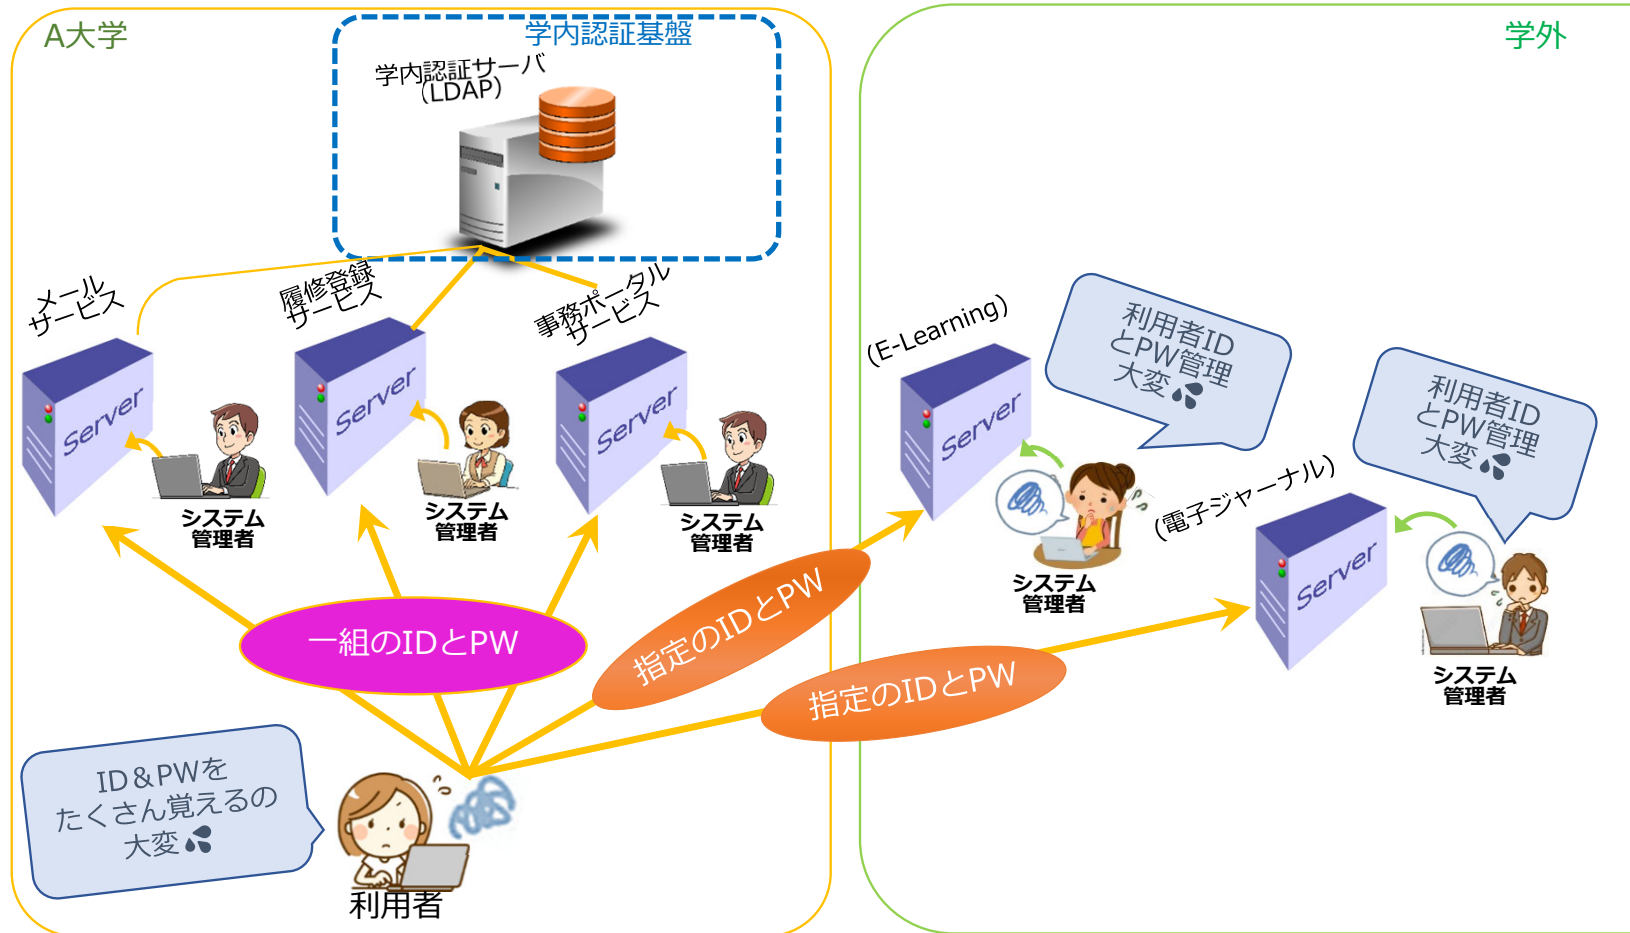 A大学
学内認証基盤
学外
学内認証サーバ
（LDAP）
メール
サービス
履修登録
サービス
事務ポータル
サービス
(E-Learning)
利用者ID
とPW管理
大変💦
利用者ID
とPW管理
大変💦
(電子ジャーナル)
Server
Server
Server
Server
Server
システム
管理者
システム
管理者
システム
管理者
システム
管理者
システム
管理者
一組のIDとPW
指定のIDとPW
指定のIDとPW
ID＆PWを
たくさん覚えるの
大変💦
利用者